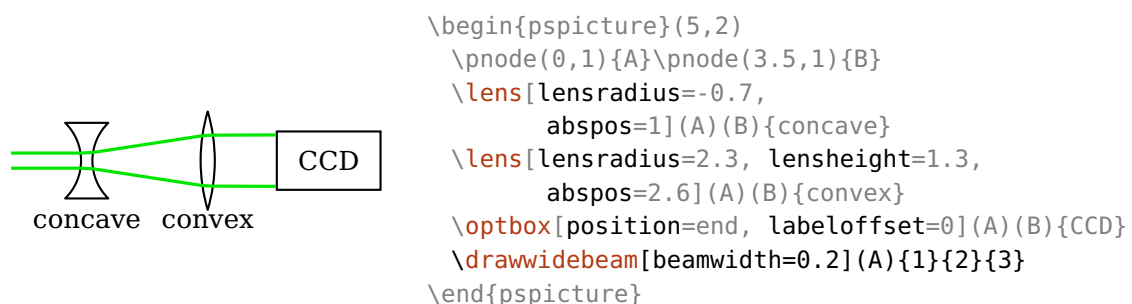 CCD
concave convex
\begin{pspicture}(5,2)
  \pnode(0,1){A}\pnode(3.5,1){B}
  \lens[lensradius=-0.7,
        abspos=1](A)(B){concave}
  \lens[lensradius=2.3, lensheight=1.3,
        abspos=2.6](A)(B){convex}
  \optbox[position=end, labeloffset=0](A)(B){CCD}
  \drawwidebeam[beamwidth=0.2](A){1}{2}{3}
\end{pspicture}